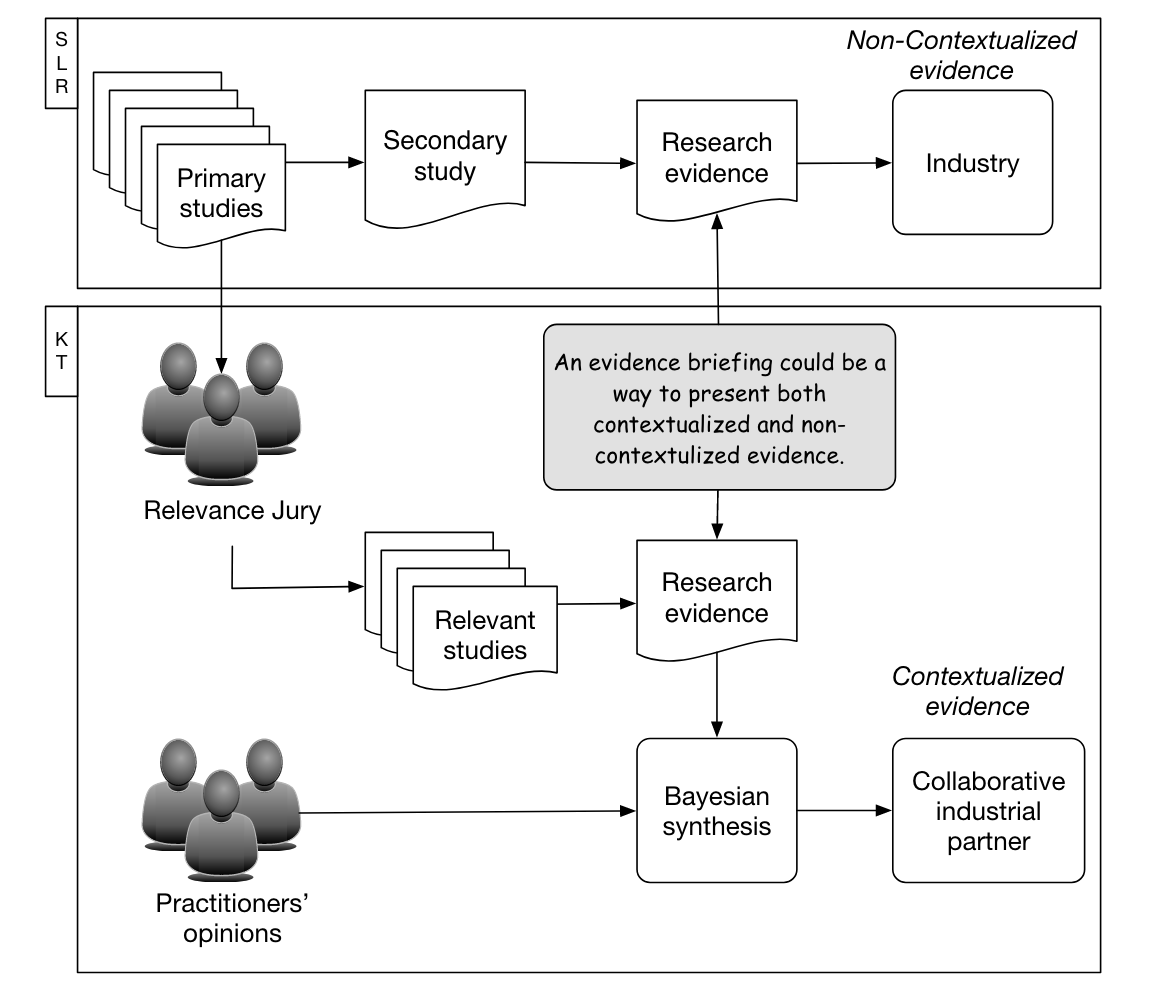 S
L
R
Non-Contextualized
evidence
Primary
studies
Secondary
study
Research
evidence
Industry
K
T
An evidence briefing could be a
way to present both
contextualized and non-
contextulized evidence.
Relevance Jury
Relevant
studies
Research
evidence
Contextualized
evidence
Practitioners’
opinions
Bayesian
synthesis
Collaborative
industrial
partner